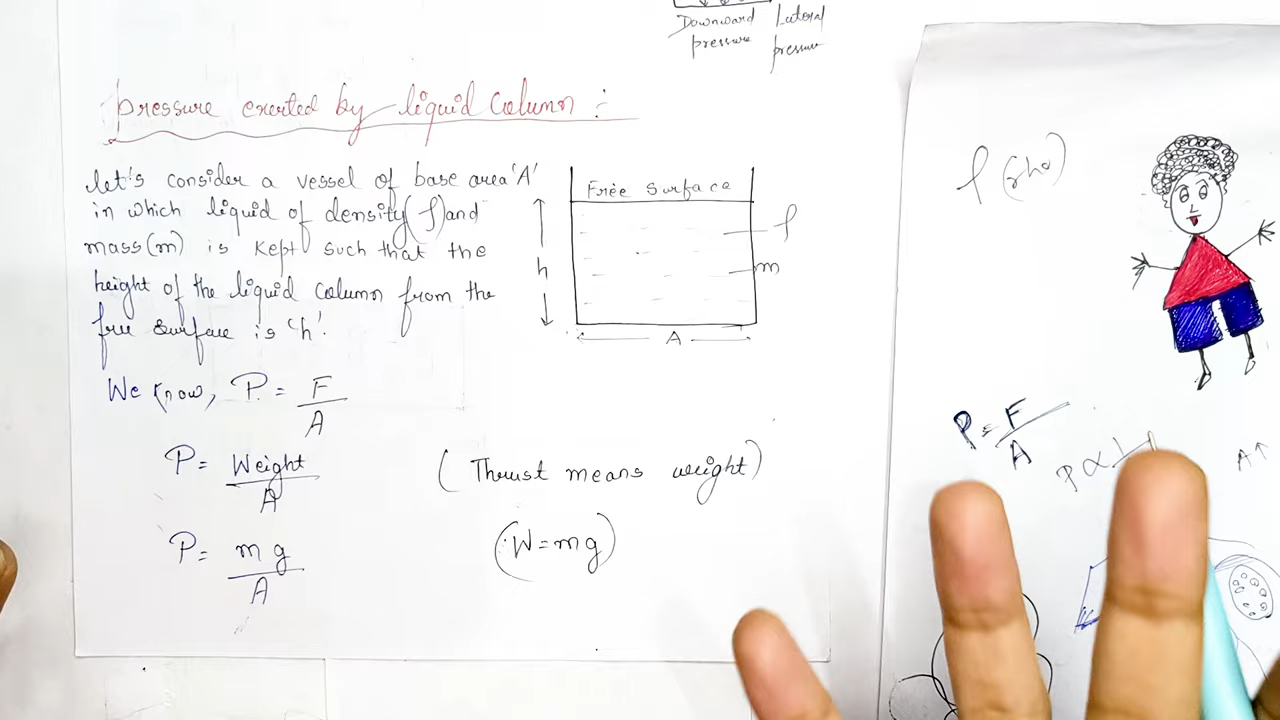 Downward Lateral
pressure pressure
pressure exerted by liquid Column :
let's consider a vessel of base area 'A'
in which liquid of density (ρ) and
mass (m) is kept such that the
height of the liquid column from the
free surface is 'h'.
Free Surface
ρ
h
m
A
We know, P = F/A
P = Weight/A (Thrust means weight)
P = mg/A (∵ W = mg)
ρ (rho)
P = F/A
P ∝ 1
A↑